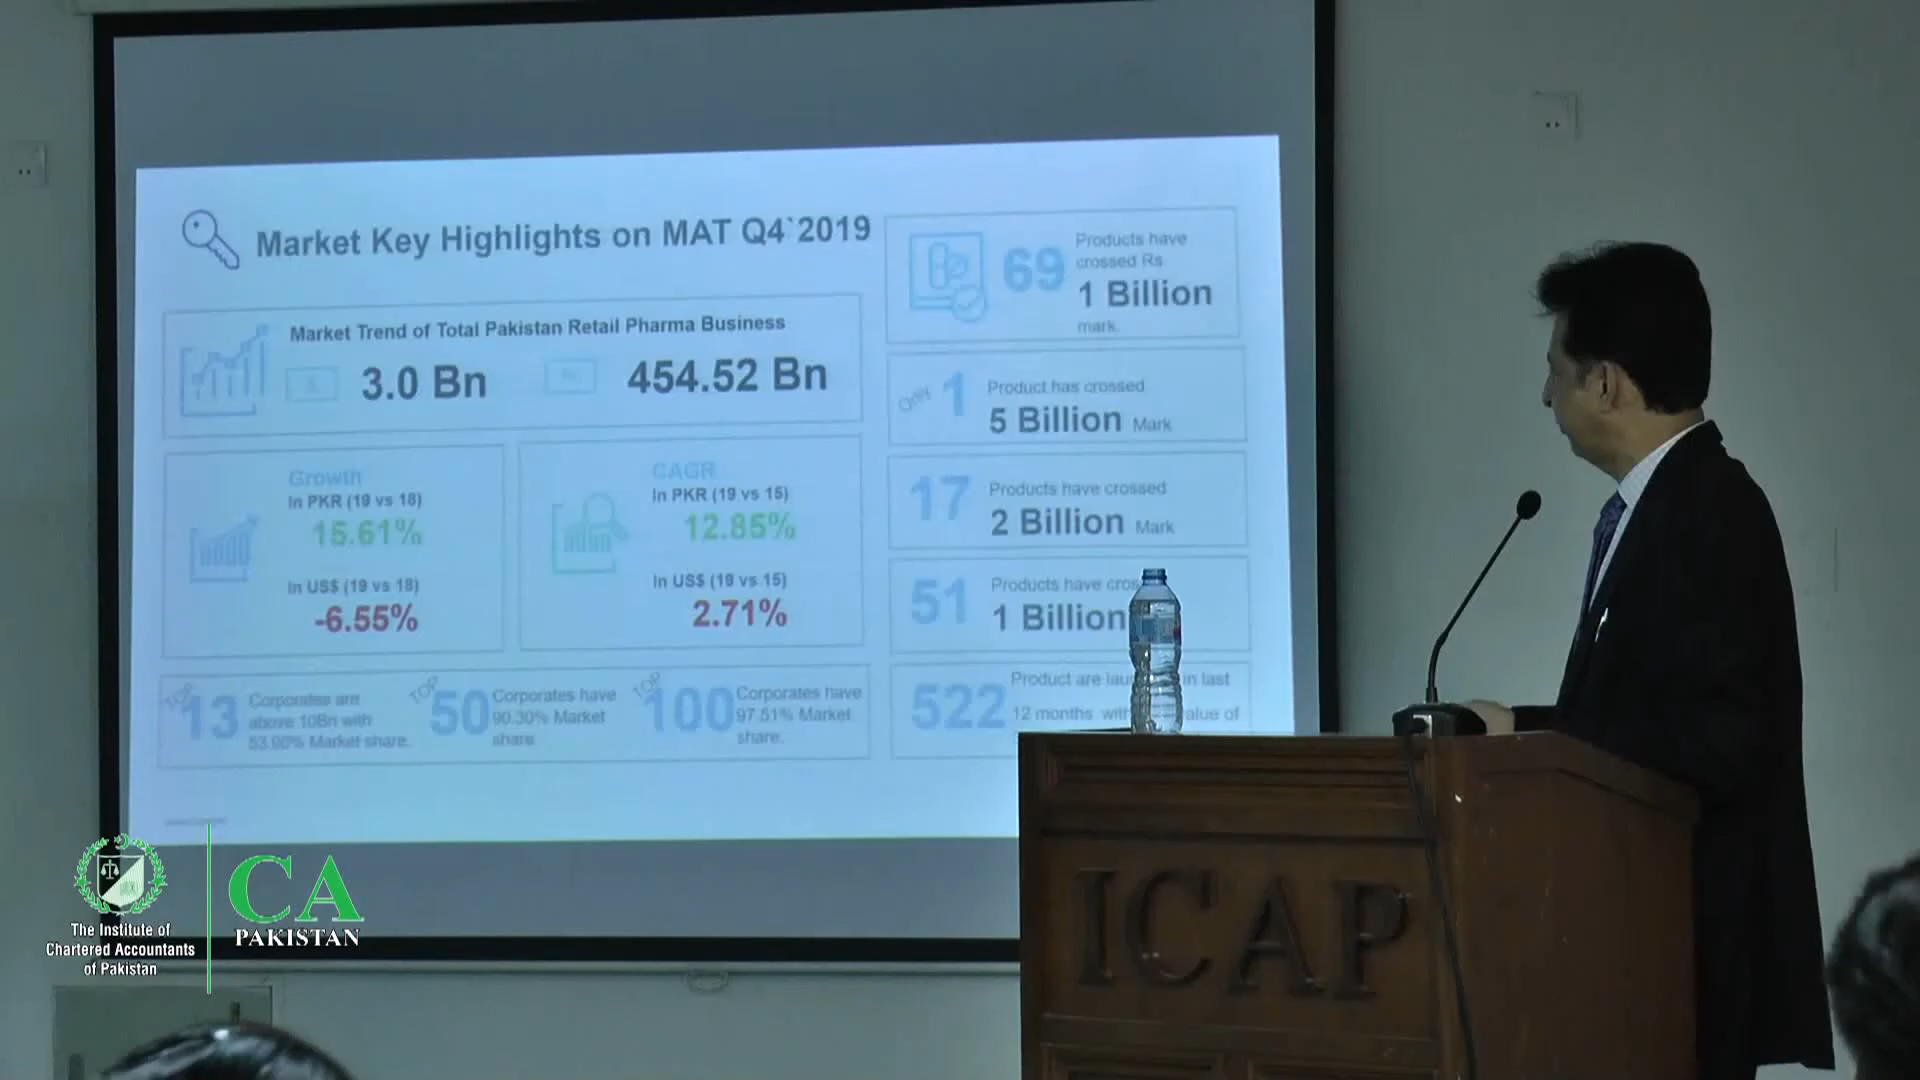 Market Key Highlights on MAT Q4`2019
Market Trend of Total Pakistan Retail Pharma Business
3.0 Bn
454.52 Bn
Growth
In PKR (19 vs 18)
15.61%
In US$ (19 vs 18)
-6.55%
CAGR
In PKR (19 vs 15)
12.85%
In US$ (19 vs 15)
2.71%
TOP
13
Corporates are
above 10Bn with
53.90% Market share.
TOP
50
Corporates have
90.30% Market
share.
TOP
100
Corporates have
97.51% Market
share.
69
Products have
crossed Rs
1 Billion
mark.
Only
1
Product has crossed
5 Billion Mark
17
Products have crossed
2 Billion Mark
51
Products have
1 Billion
522
Product are in last
12 months of
ICAP
The Institute of
Chartered Accountants
of Pakistan
CA
PAKISTAN